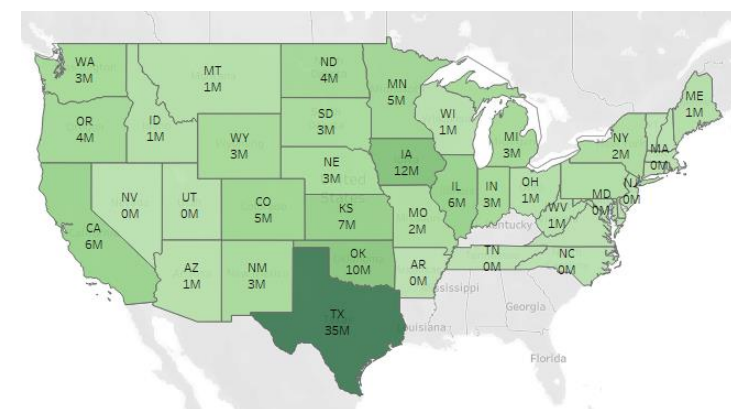 WA
3M
MT
1M
ND
4M
MN
5M
ME
1M
OR
4M
ID
1M
SD
3M
WI
1M
MI
3M
NY
2M
MA
0M
WY
3M
IA
12M
NE
3M
United
States
NV
0M
UT
0M
CO
5M
KS
7M
MO
2M
IL
6M
IN
3M
OH
1M
WV
1M
MD
0M
NJ
0M
CA
6M
AZ
1M
NM
3M
OK
10M
AR
0M
TN
0M
NC
0M
TX
35M
Georgia
Florida